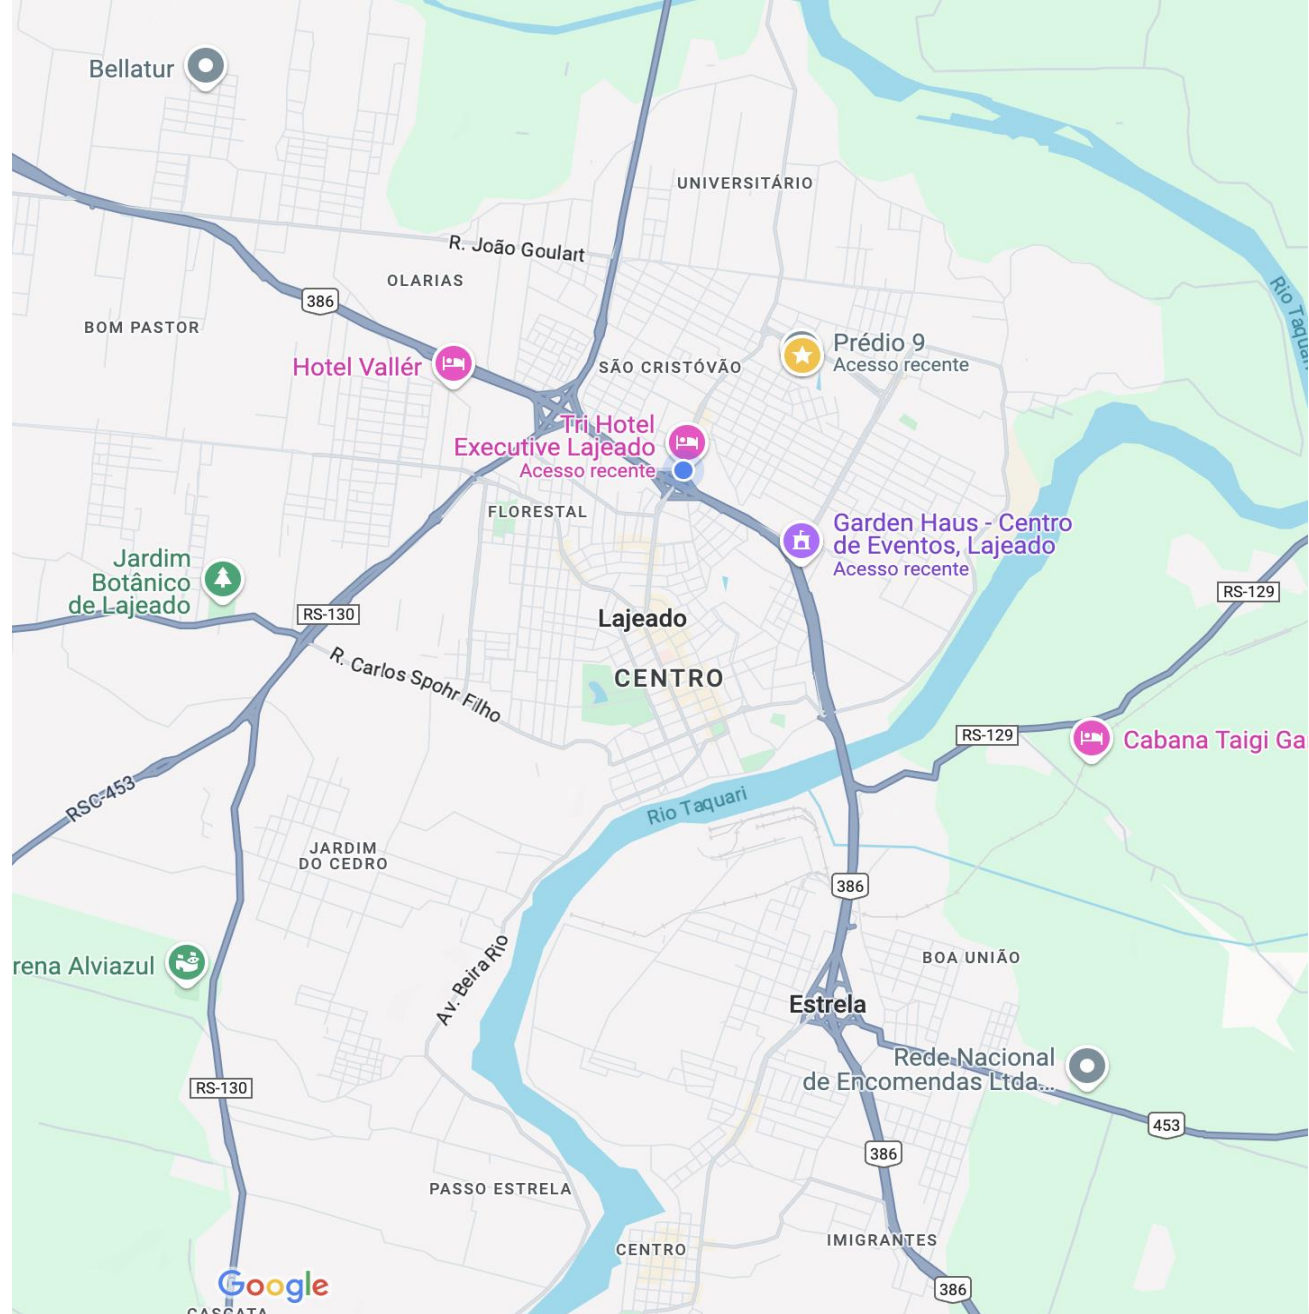 Bellatur
UNIVERSITÁRIO
R. João Goulart
OLARIAS
Rio Taquari
386
BOM PASTOR
Prédio 9
Acesso recente
Hotel Vallér
SÃO CRISTÓVÃO
Tri Hotel
Executive Lajeado
Acesso recente
FLORESTAL
Garden Haus - Centro
de Eventos, Lajeado
Acesso recente
Jardim
Botânico
de Lajeado
RS-129
RS-130
Lajeado
R. Carlos Spohr Filho
CENTRO
RS-129
Cabana Taigi Ga
RSC-453
Rio Taquari
JARDIM
DO CEDRO
386
rena Alviazul
Av. Beira Rio
BOA UNIÃO
Estrela
Rede Nacional
de Encomendas Ltda...
RS-130
453
386
PASSO ESTRELA
IMIGRANTES
CENTRO
Google
386
CASCATA